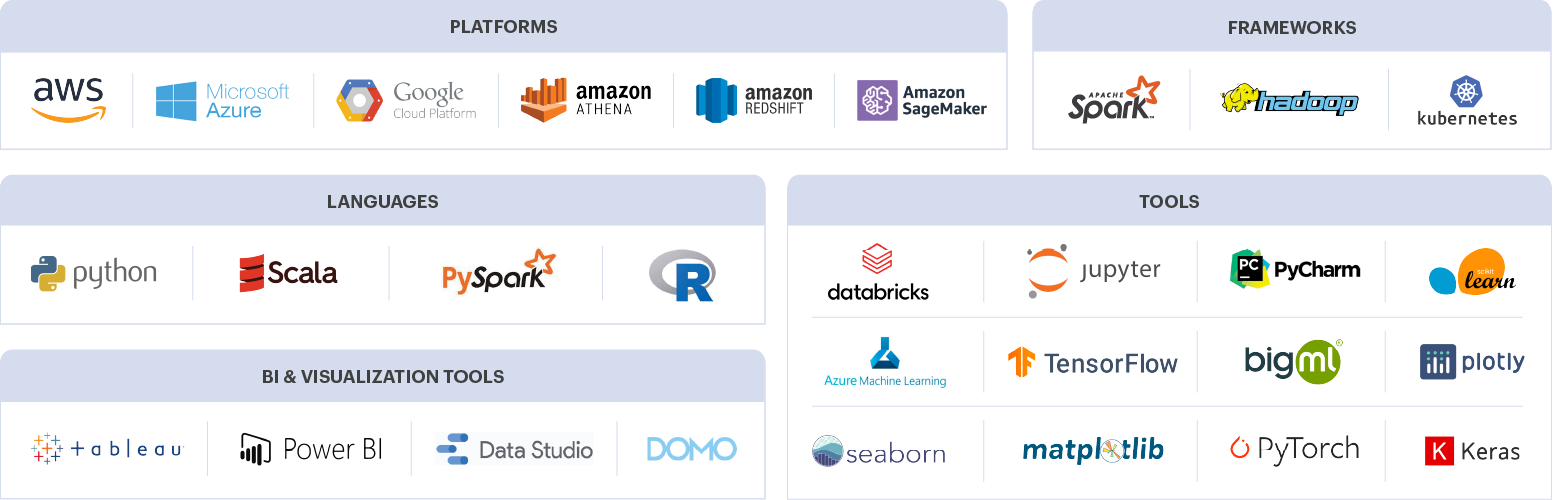 PLATFORMS
aws
Microsoft
Azure
Google
Cloud Platform
amazon
ATHENA
amazon
REDSHIFT
Amazon
SageMaker
FRAMEWORKS
APACHE
Spark™
hadoop
kubernetes
LANGUAGES
python
Scala
PySpark
R
BI & VISUALIZATION TOOLS
tableau
Power BI
Data Studio
DOMO
TOOLS
databricks
jupyter
PC PyCharm
scikit
learn
Azure Machine Learning
TensorFlow
bigml®
plotly
seaborn
matplotlib
PyTorch
K Keras